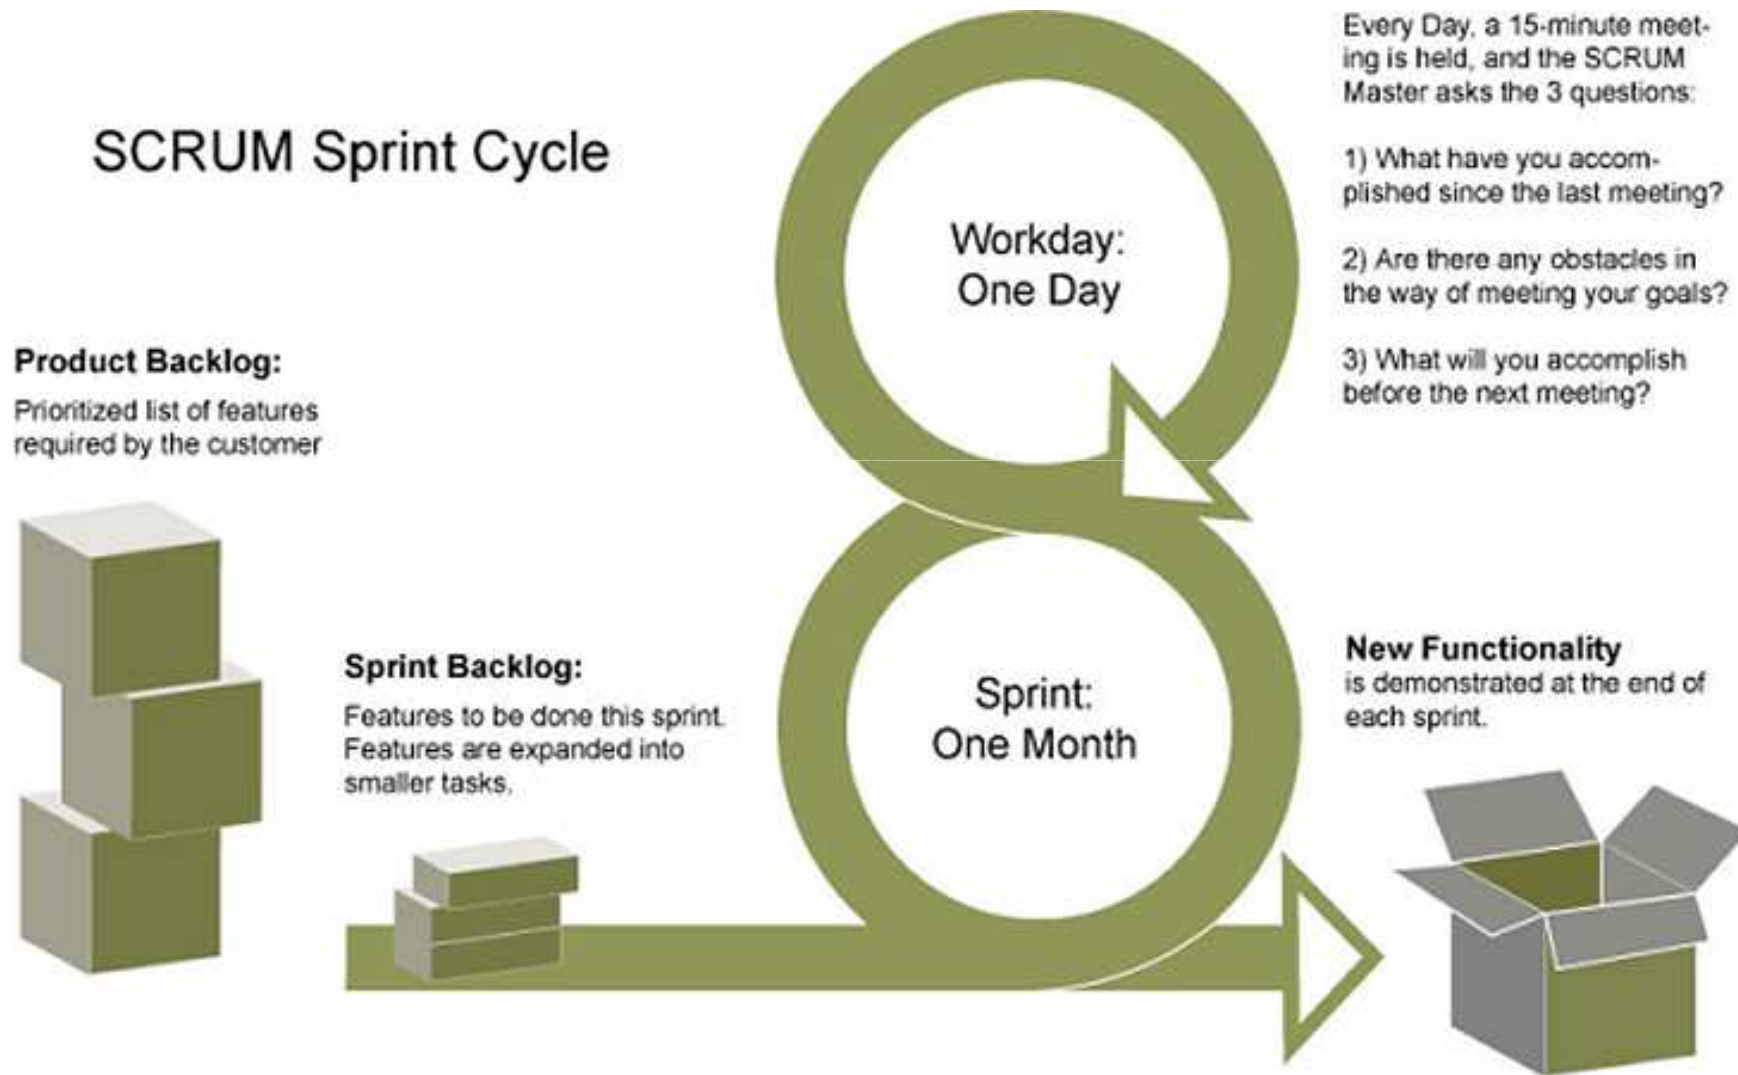 SCRUM Sprint Cycle
Product Backlog:
Prioritized list of features
required by the customer
Sprint Backlog:
Features to be done this sprint.
Features are expanded into
smaller tasks.
Workday:
One Day
Sprint:
One Month
Every Day, a 15-minute meet-
ing is held, and the SCRUM
Master asks the 3 questions:
1) What have you accom-
plished since the last meeting?
2) Are there any obstacles in
the way of meeting your goals?
3) What will you accomplish
before the next meeting?
New Functionality
is demonstrated at the end of
each sprint.